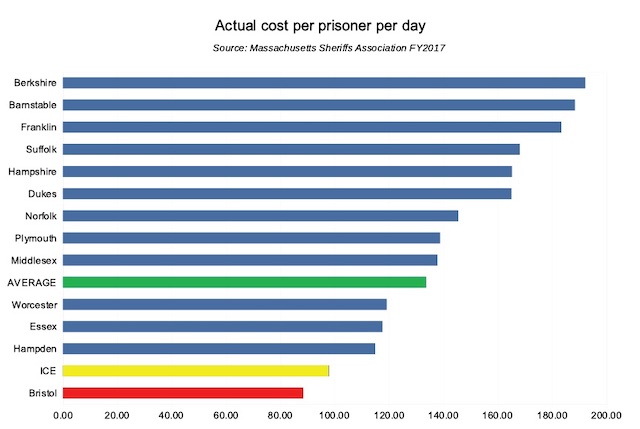 Actual cost per prisoner per day
Source: Massachusetts Sheriffs Association FY2017
Berkshire
Barnstable
Franklin
Suffolk
Hampshire
Dukes
Norfolk
Plymouth
Middlesex
AVERAGE
Worcester
Essex
Hampden
ICE
Bristol
0.00 20.00 40.00 60.00 80.00 100.00 120.00 140.00 160.00 180.00 200.00